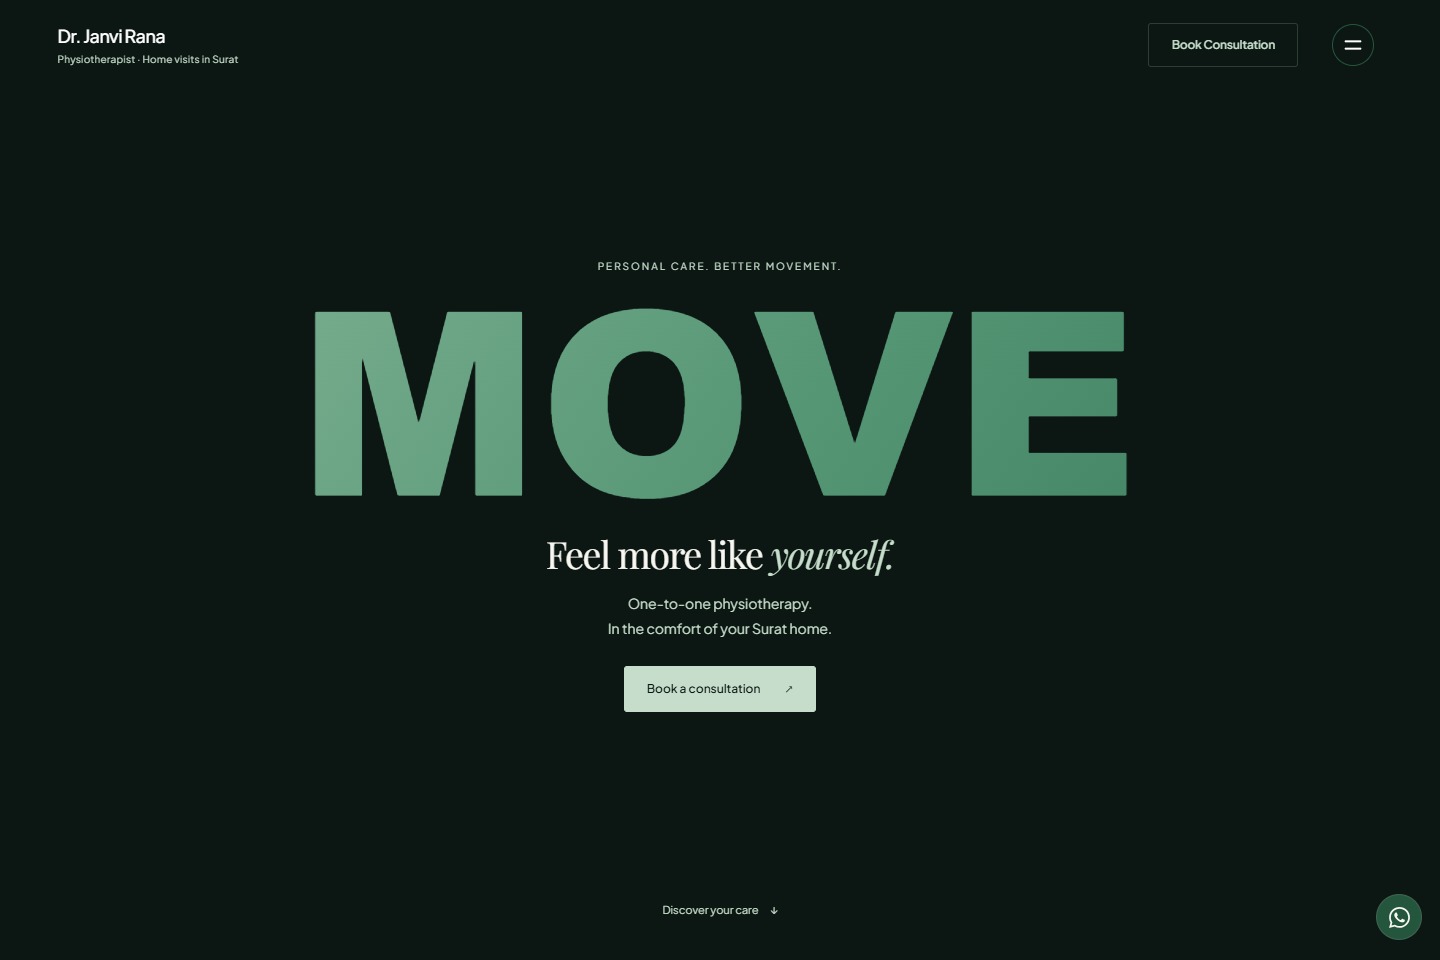 Dr. Janvi Rana
Physiotherapist · Home visits in Surat
Book Consultation
PERSONAL CARE. BETTER MOVEMENT.
MOVE
Feel more like yourself.
One-to-one physiotherapy.
In the comfort of your Surat home.
Book a consultation ↗
Discover your care ↓